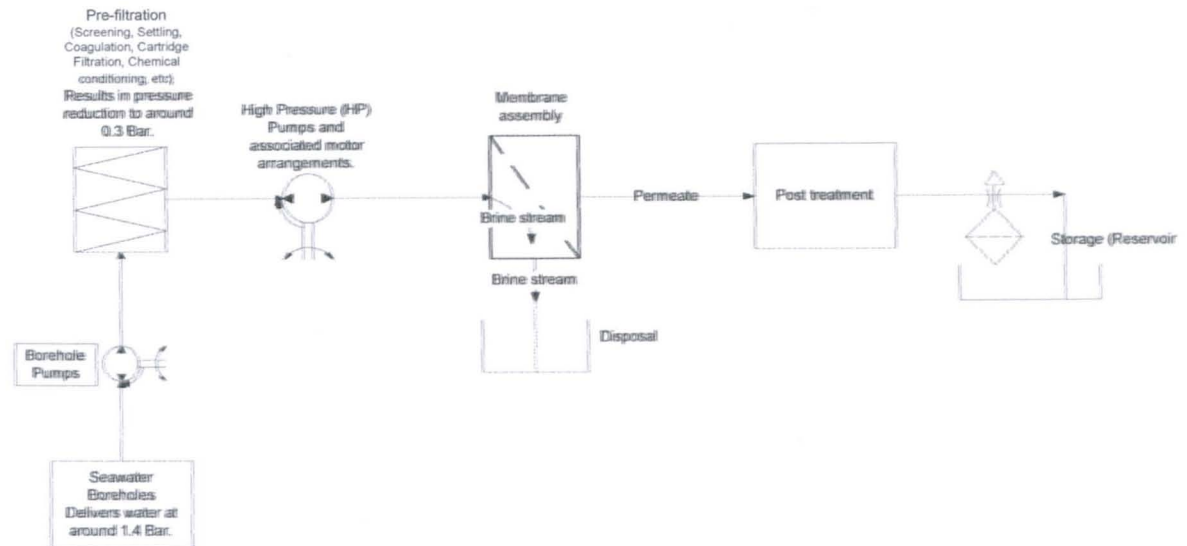 Pre-filtration
(Screening, Settling,
Coagulation, Cartridge
Filtration, Chemical
conditioning, etc);
Results in pressure
reduction to around
0.3 Bar.
High Pressure (HP)
Pumps and
associated motor
arrangements.
Membrane
assembly
Brine stream
Permeate
Post treatment
Storage (Reservoir
Brine stream
Disposal
Borehole
Pumps
Seawater
Boreholes
Delivers water at
around 1.4 Bar.